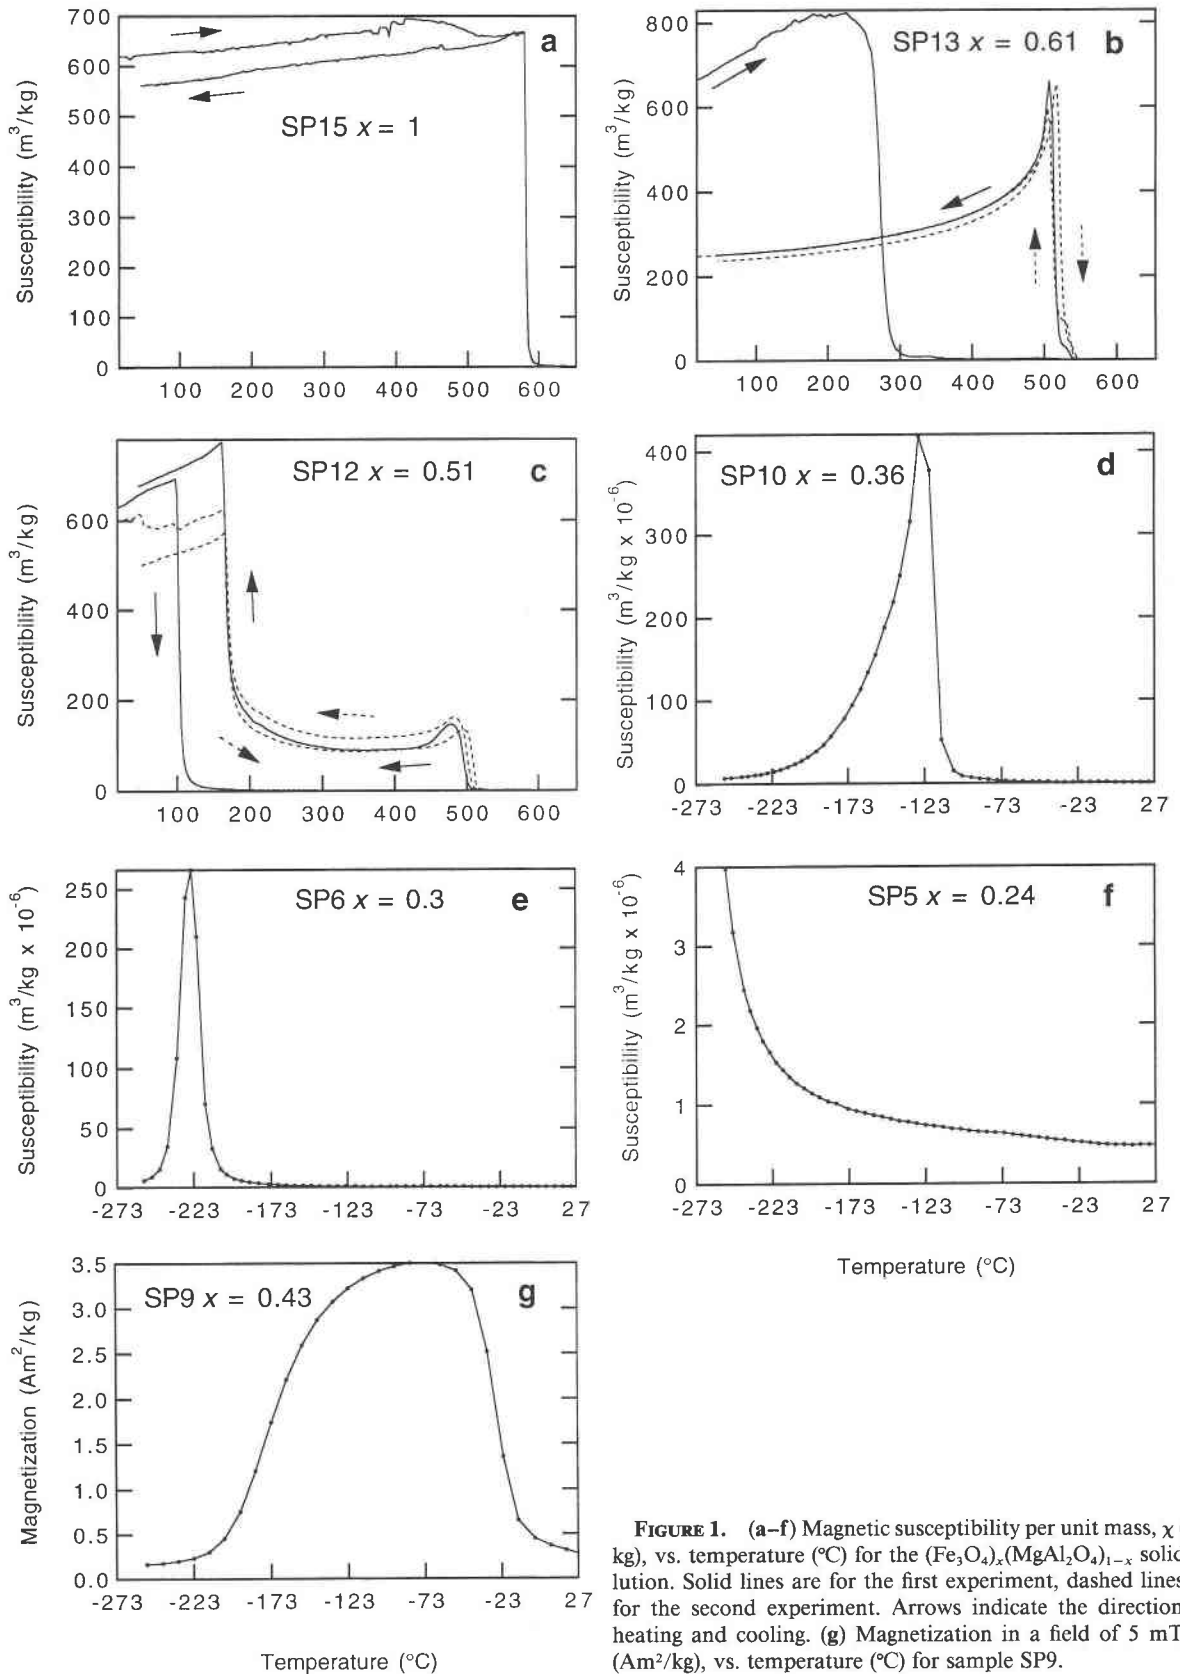 700
600
500
400
300
200
100
0
Susceptibility (m³/kg)
a
SP15 x = 1
100 200 300 400 500 600
800
600
400
200
0
Susceptibility (m³/kg)
SP13 x = 0.61
b
100 200 300 400 500 600
600
400
200
0
Susceptibility (m³/kg)
SP12 x = 0.51
c
100 200 300 400 500 600
400
300
200
100
0
Susceptibility (m³/kg x 10⁻⁶)
SP10 x = 0.36
d
-273 -223 -173 -123 -73 -23 27
250
200
150
100
50
0
Susceptibility (m³/kg x 10⁻⁶)
SP6 x = 0.3
e
-273 -223 -173 -123 -73 -23 27
4
3
2
1
0
Susceptibility (m³/kg x 10⁻⁶)
SP5 x = 0.24
f
-273 -223 -173 -123 -73 -23 27
Temperature (°C)
3.5
3.0
2.5
2.0
1.5
1.0
0.5
0.0
Magnetization (Am²/kg)
SP9 x = 0.43
g
-273 -223 -173 -123 -73 -23 27
Temperature (°C)
FIGURE 1. (a–f) Magnetic susceptibility per unit mass, χ
kg), vs. temperature (°C) for the (Fe₃O₄)ₓ(MgAl₂O₄)₁₋ₓ solid
lution. Solid lines are for the first experiment, dashed lines
for the second experiment. Arrows indicate the direction
heating and cooling. (g) Magnetization in a field of 5 mT
(Am²/kg), vs. temperature (°C) for sample SP9.